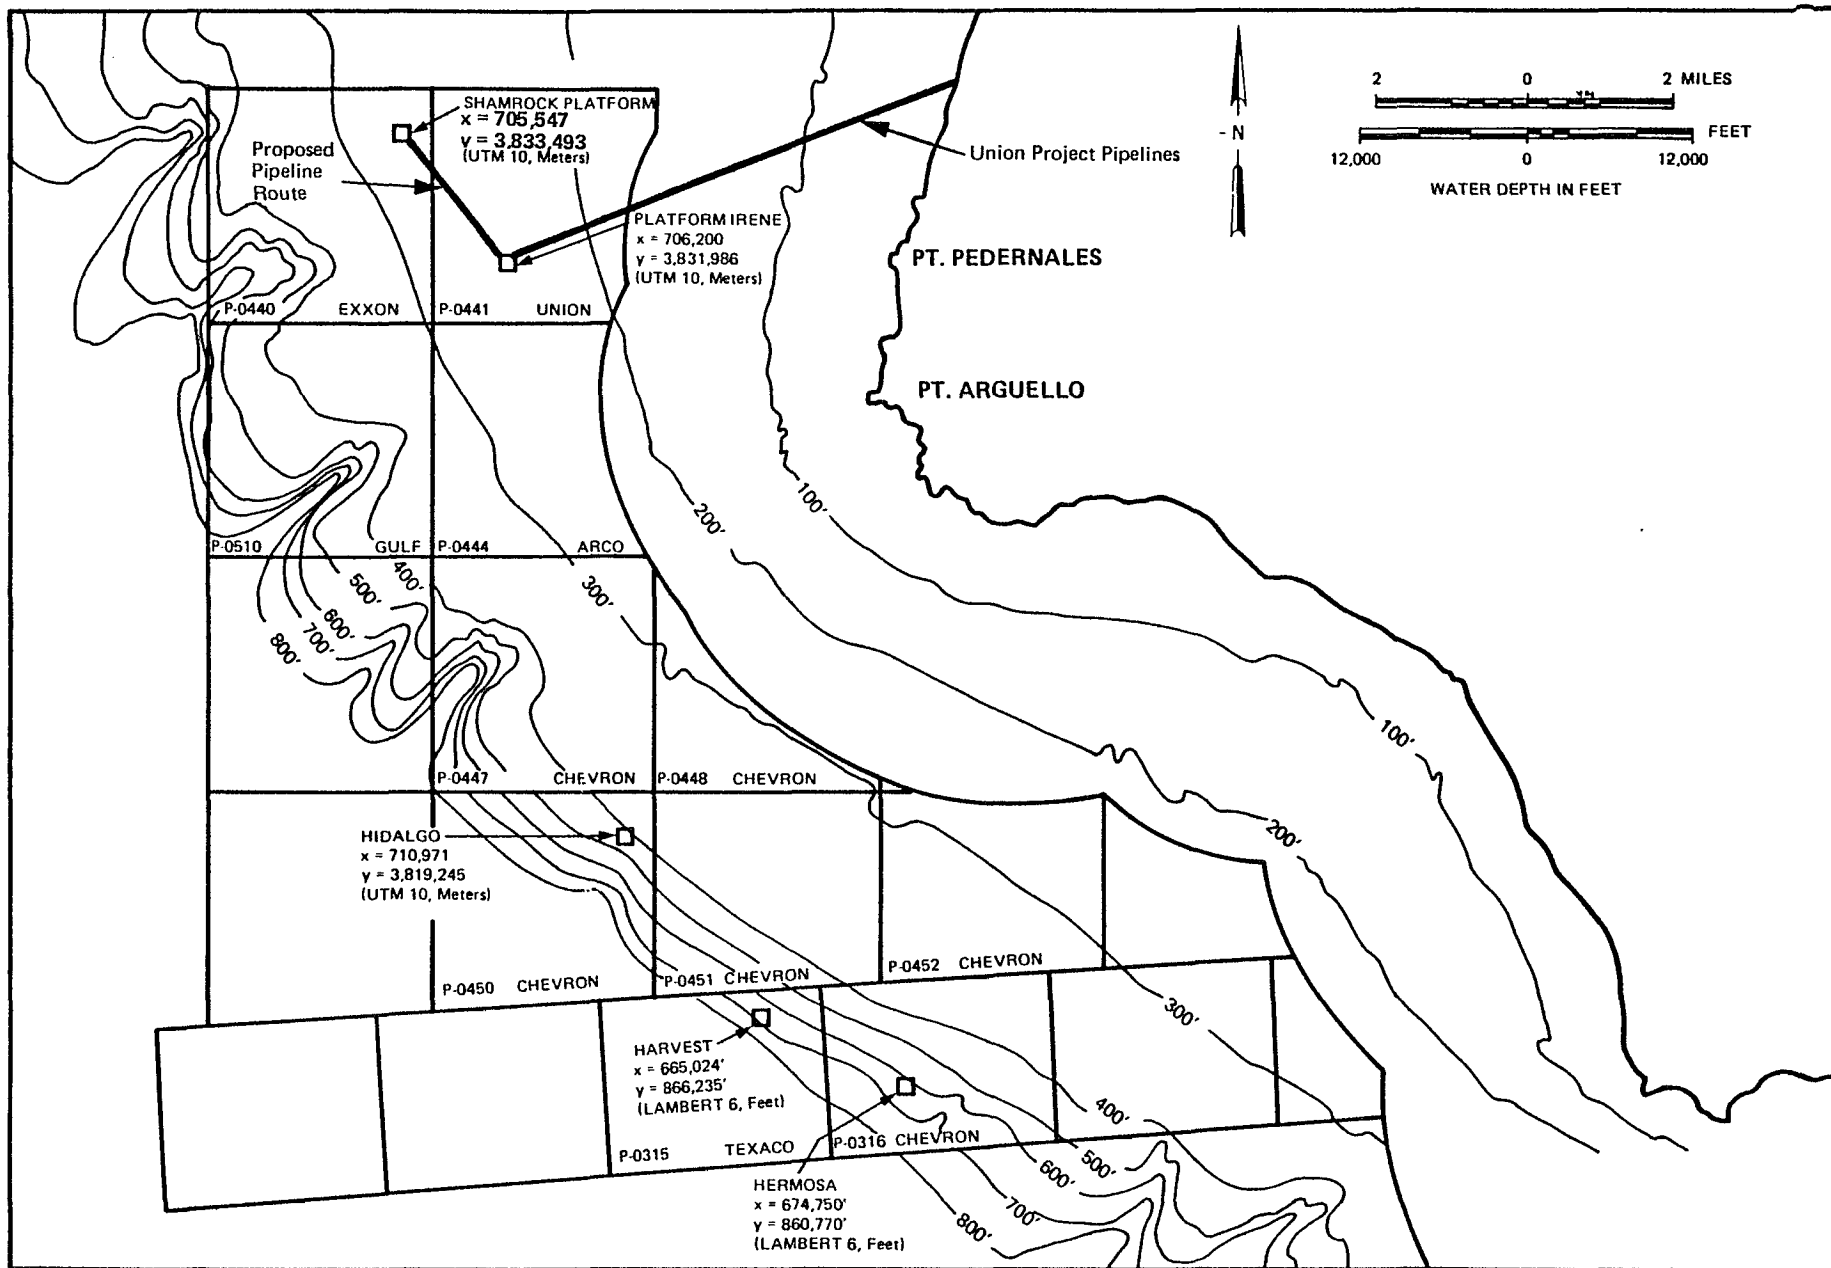 2 0 2 MILES
FEET
12,000 0 12,000
WATER DEPTH IN FEET
- N
SHAMROCK PLATFORM
x = 705,547
y = 3,833,493
(UTM 10, Meters)
Proposed
Pipeline
Route
Union Project Pipelines
PLATFORM IRENE
x = 706,200
y = 3,831,986
(UTM 10, Meters)
PT. PEDERNALES
P-0440 EXXON
P-0441 UNION
PT. ARGUELLO
100'
200'
P-0510 GULF
P-0444 ARCO
400'
500'
300'
600'
700'
800'
100'
P-0447 CHEVRON
P-0448 CHEVRON
200'
HIDALGO
x = 710,971
y = 3,819,245
(UTM 10, Meters)
P-0450 CHEVRON
P-0451 CHEVRON
P-0452 CHEVRON
300'
HARVEST
x = 665,024'
y = 866,235'
(LAMBERT 6, Feet)
400'
P-0315 TEXACO
P-0316 CHEVRON
500'
600'
HERMOSA
x = 674,750'
y = 860,770'
(LAMBERT 6, Feet)
700'
800'